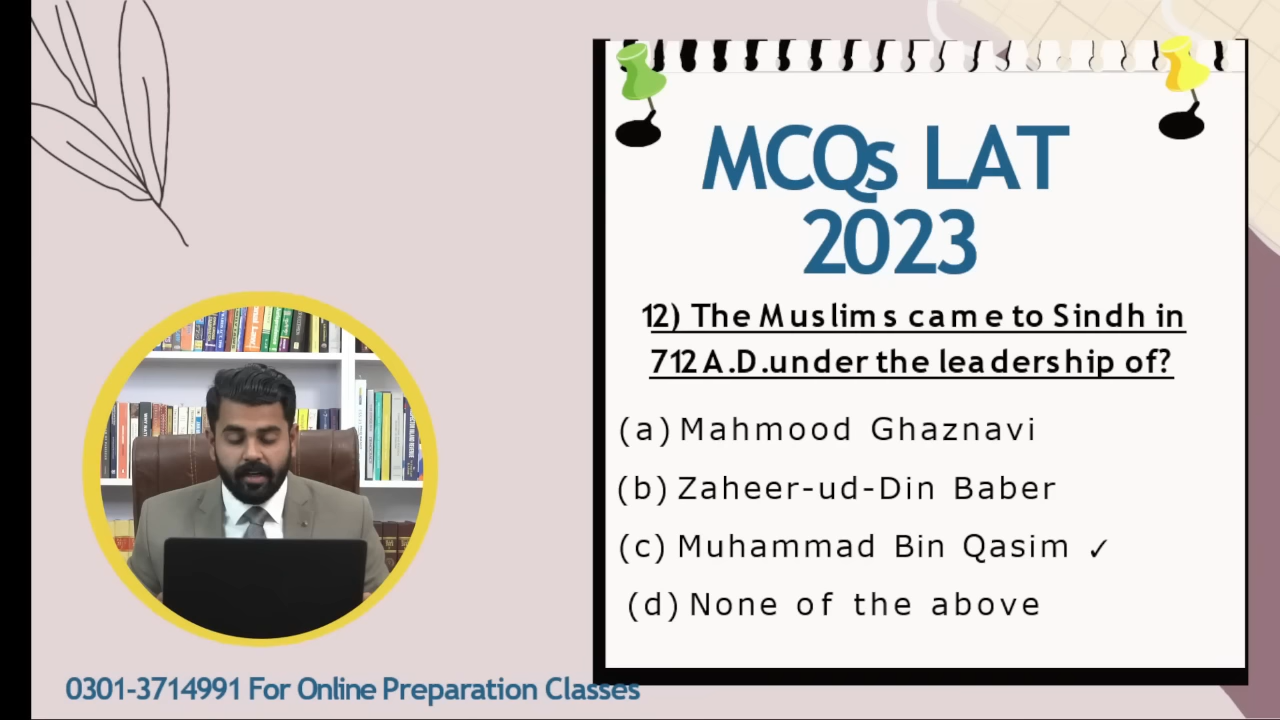 MCQs LAT
2023
12) The Muslims came to Sindh in
712 A.D.under the leadership of?
(a) Mahmood Ghaznavi
(b) Zaheer-ud-Din Baber
(c) Muhammad Bin Qasim ✓
(d) None of the above
0301-3714991 For Online Preparation Classes